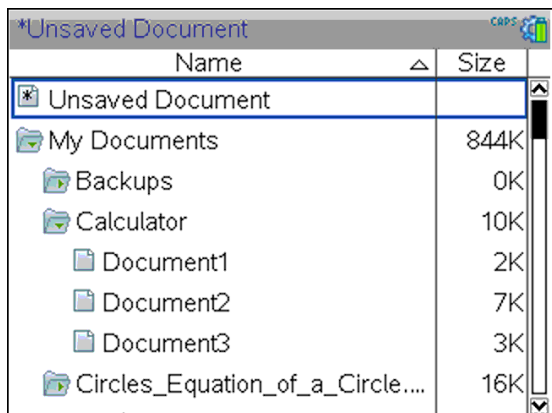 *Unsaved Document CAPS
Name Size
Unsaved Document
My Documents 844K
Backups 0K
Calculator 10K
Document1 2K
Document2 7K
Document3 3K
Circles_Equation_of_a_Circle.... 16K